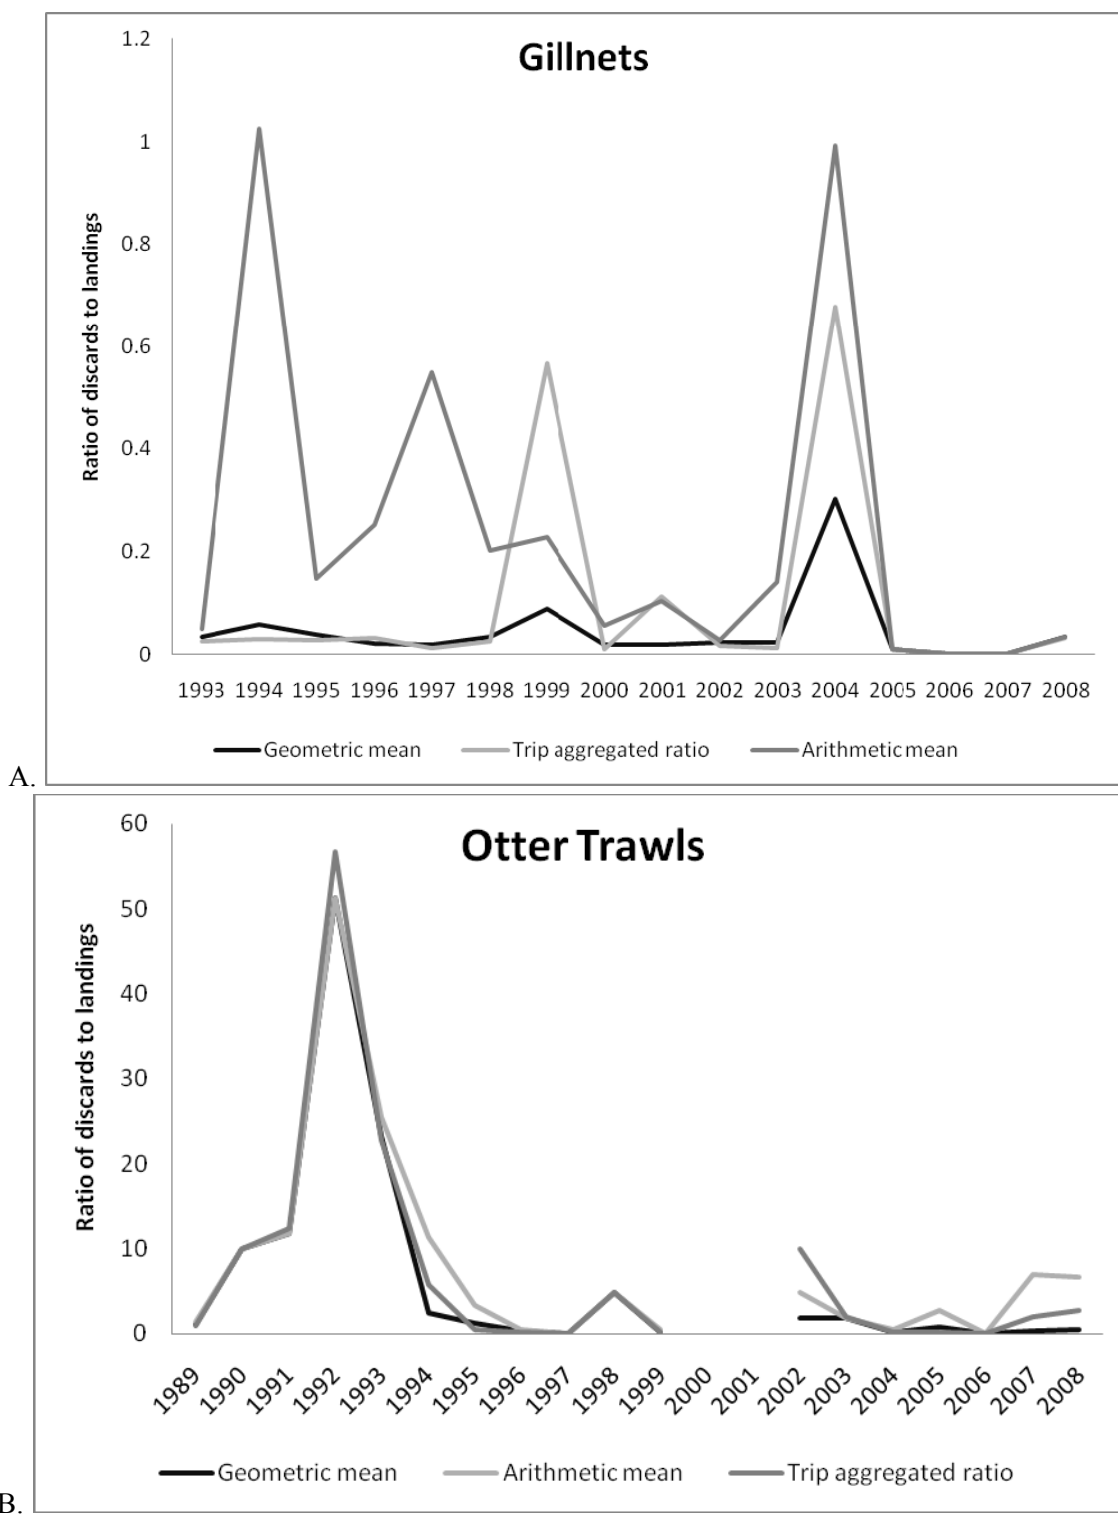 Gillnets
1.2
1
0.8
0.6
0.4
0.2
0
Ratio of discards to landings
1993 1994 1995 1996 1997 1998 1999 2000 2001 2002 2003 2004 2005 2006 2007 2008
Geometric mean Trip aggregated ratio Arithmetic mean
A.
Otter Trawls
60
50
40
30
20
10
0
Ratio of discards to landings
1989 1990 1991 1992 1993 1994 1995 1996 1997 1998 1999 2000 2001 2002 2003 2004 2005 2006 2007 2008
Geometric mean Arithmetic mean Trip aggregated ratio
B.